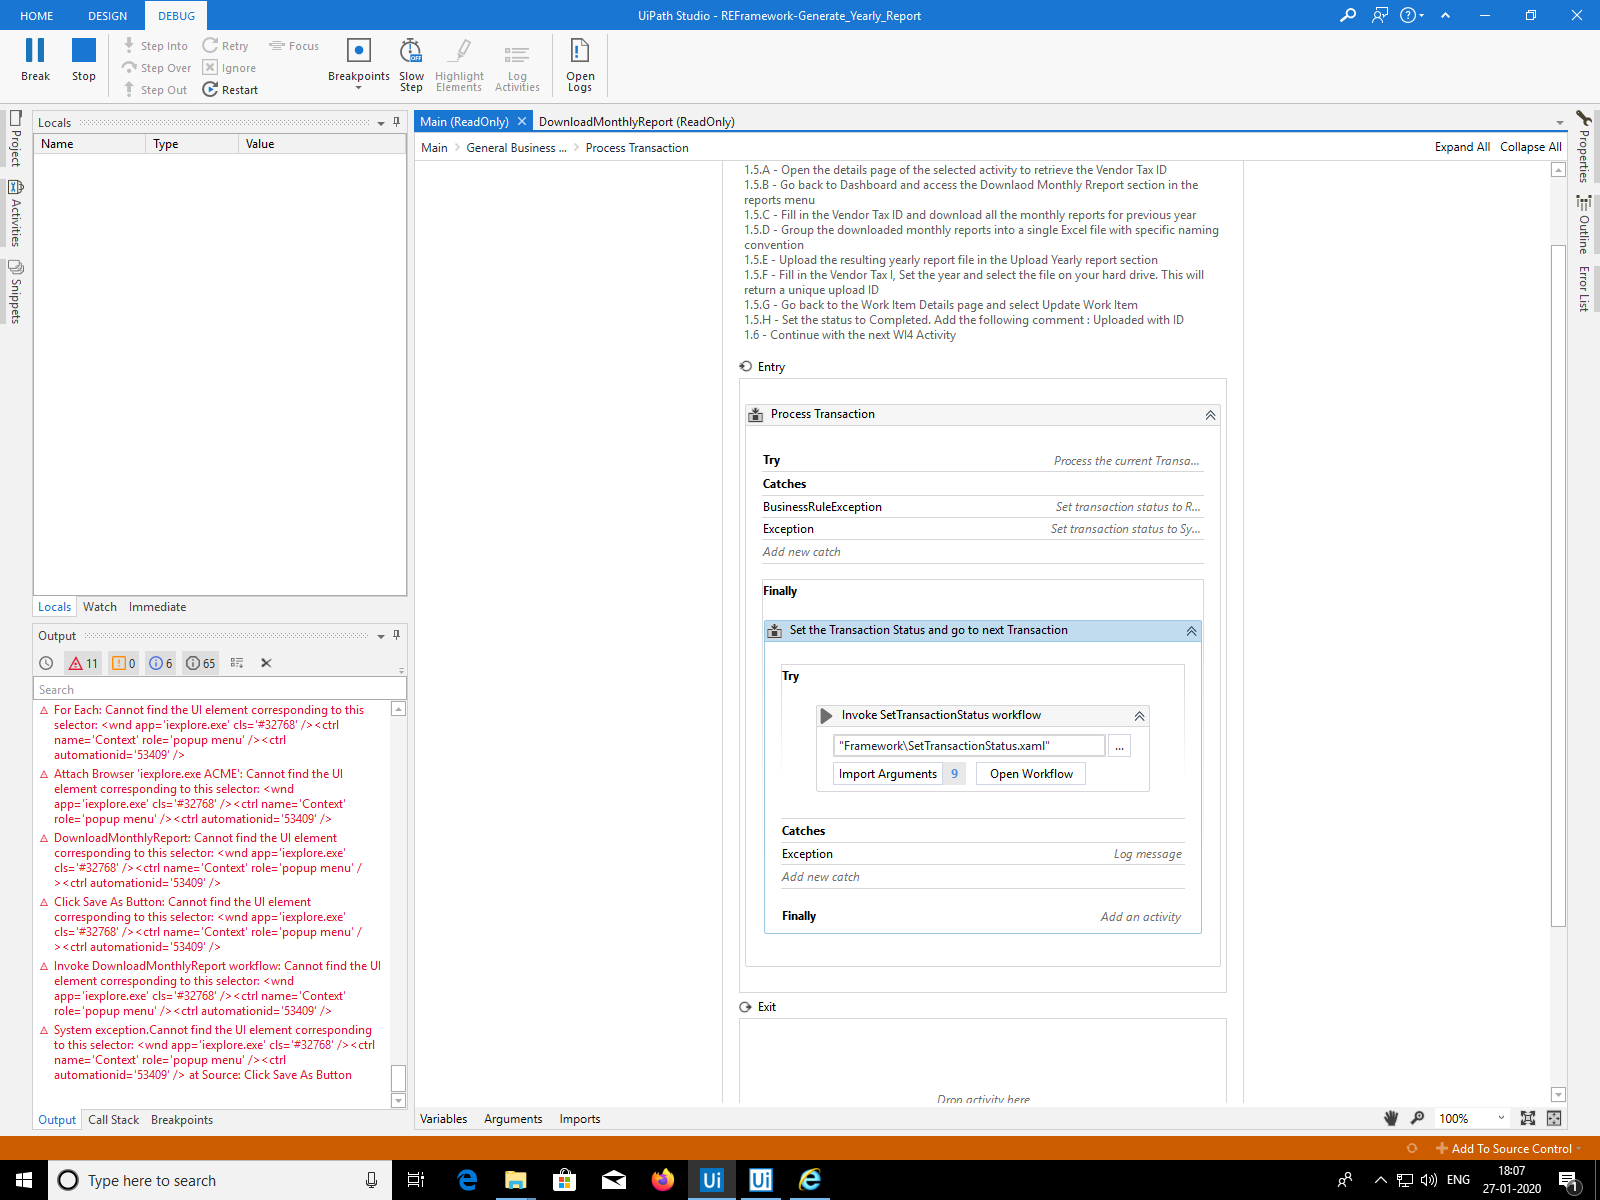 HOME DESIGN DEBUG
UiPath Studio - REFramework-Generate_Yearly_Report
Break
Stop
Step Into
Step Over
Step Out
Retry
Ignore
Restart
Focus
Breakpoints
Slow
Step
Highlight
Elements
Log
Activities
Open
Logs
Project
Activities
Snippets
Locals
Name Type Value
Locals Watch Immediate
Output
11 0 6 65
Search
For Each: Cannot find the UI element corresponding to this
selector: <wnd app='iexplore.exe' cls='#32768' /><ctrl
name='Context' role='popup menu' /><ctrl
automationid='53409' />
Attach Browser 'iexplore.exe ACME': Cannot find the UI
element corresponding to this selector: <wnd
app='iexplore.exe' cls='#32768' /><ctrl name='Context'
role='popup menu' /><ctrl automationid='53409' />
DownloadMonthlyReport: Cannot find the UI element
corresponding to this selector: <wnd app='iexplore.exe'
cls='#32768' /><ctrl name='Context' role='popup menu' /
><ctrl automationid='53409' />
Click Save As Button: Cannot find the UI element
corresponding to this selector: <wnd app='iexplore.exe'
cls='#32768' /><ctrl name='Context' role='popup menu' /
><ctrl automationid='53409' />
Invoke DownloadMonthlyReport workflow: Cannot find the UI
element corresponding to this selector: <wnd
app='iexplore.exe' cls='#32768' /><ctrl name='Context'
role='popup menu' /><ctrl automationid='53409' />
System exception.Cannot find the UI element corresponding
to this selector: <wnd app='iexplore.exe' cls='#32768' /><ctrl
name='Context' role='popup menu' /><ctrl
automationid='53409' /> at Source: Click Save As Button
Output Call Stack Breakpoints
Main (ReadOnly) DownloadMonthlyReport (ReadOnly)
Main General Business ... Process Transaction
Expand All Collapse All
1.5.A - Open the details page of the selected activity to retrieve the Vendor Tax ID
1.5.B - Go back to Dashboard and access the Downlaod Monthly Rreport section in the
reports menu
1.5.C - Fill in the Vendor Tax ID and download all the monthly reports for previous year
1.5.D - Group the downloaded monthly reports into a single Excel file with specific naming
convention
1.5.E - Upload the resulting yearly report file in the Upload Yearly report section
1.5.F - Fill in the Vendor Tax I, Set the year and select the file on your hard drive. This will
return a unique upload ID
1.5.G - Go back to the Work Item Details page and select Update Work Item
1.5.H - Set the status to Completed. Add the following comment : Uploaded with ID
1.6 - Continue with the next WI4 Activity
Entry
Process Transaction
Try Process the current Transa...
Catches
BusinessRuleException Set transaction status to R...
Exception Set transaction status to Sy...
Add new catch
Finally
Set the Transaction Status and go to next Transaction
Try
Invoke SetTransactionStatus workflow
"Framework\SetTransactionStatus.xaml" ...
Import Arguments 9 Open Workflow
Catches
Exception Log message
Add new catch
Finally Add an activity
Exit
Drop activity here
Variables Arguments Imports
100%
Properties
Outline
Error List
Add To Source Control
Type here to search
Ui Ui
ENG
18:07
27-01-2020
1